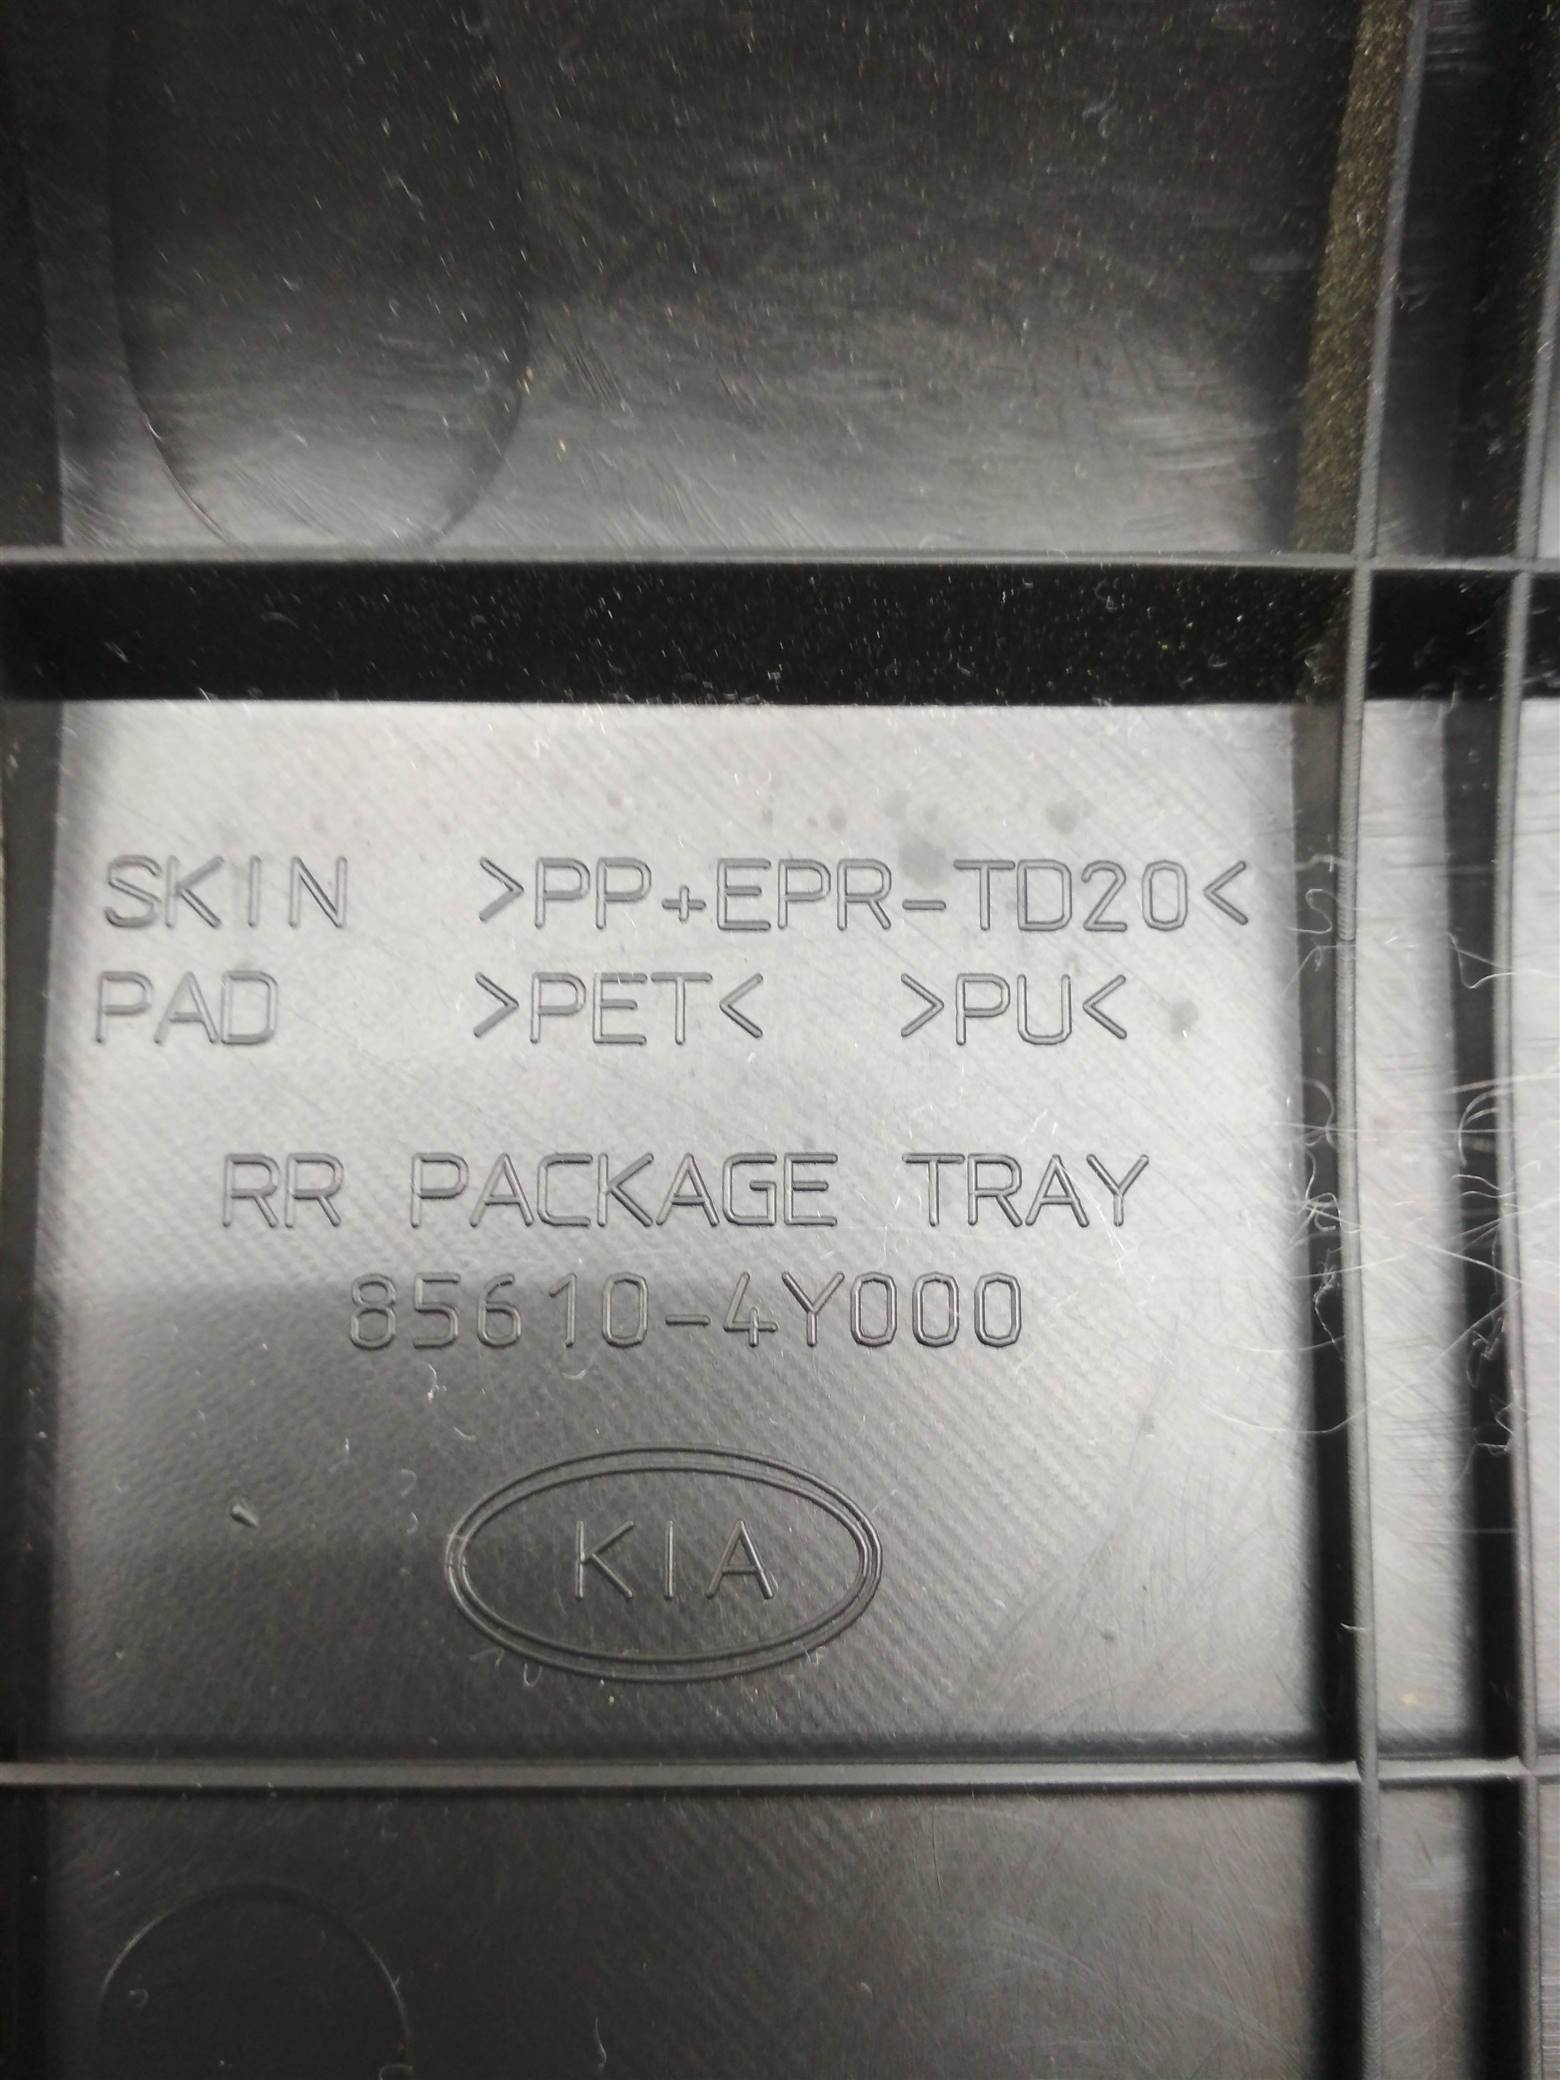 SKIN >PP+EPR-TD20<
PAD >PET< >PU<
RR PACKAGE TRAY
85610-4Y000
KIA